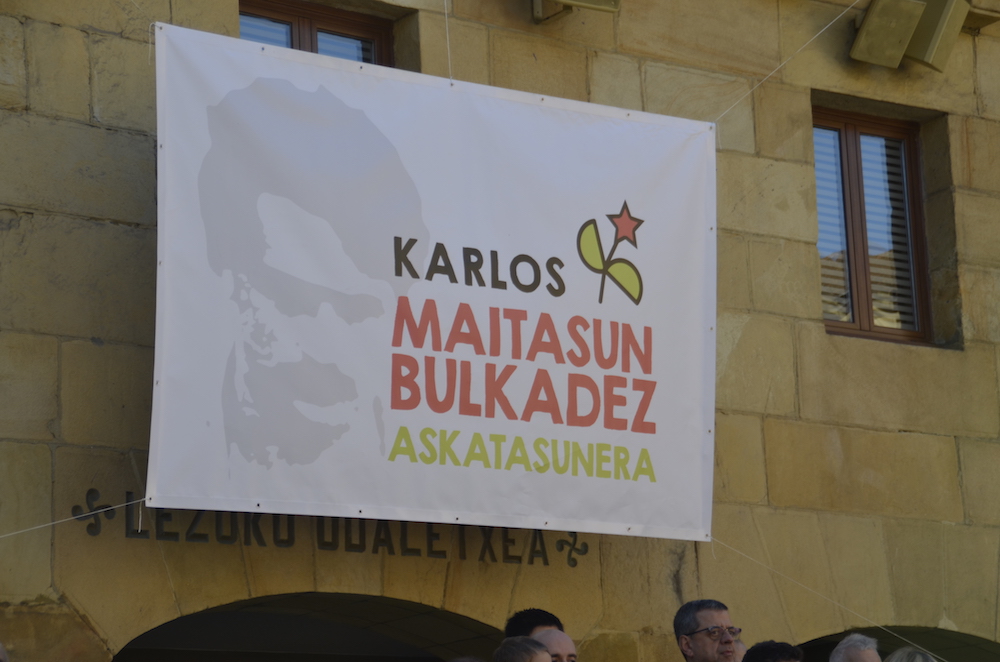 KARLOS
MAITASUN
BULKADEZ
ASKATASUNERA
LEZOKO UDALETXEA